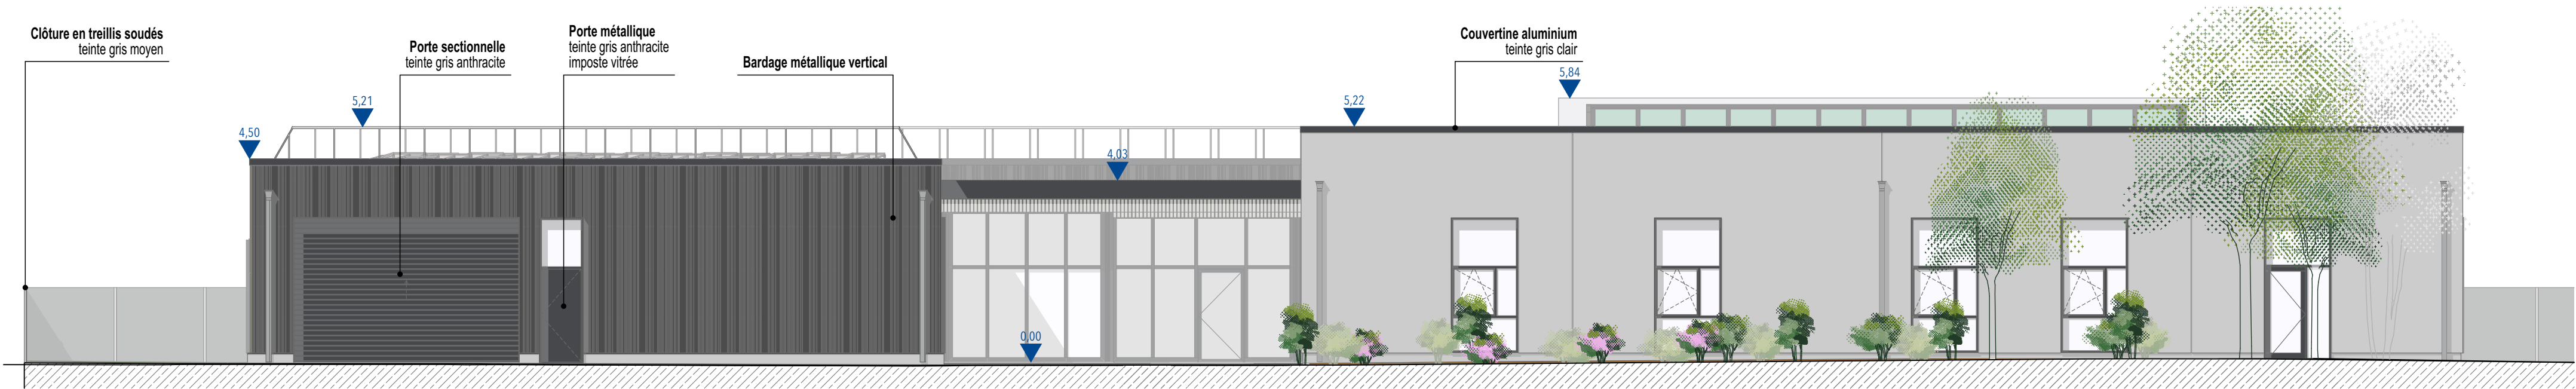 Clôture en treillis soudés
teinte gris moyen
Porte sectionnelle
teinte gris anthracite
Porte métallique
teinte gris anthracite
imposte vitrée
Bardage métallique vertical
Couvertine aluminium
teinte gris clair
4,50
5,21
4,03
0,00
5,22
5,84